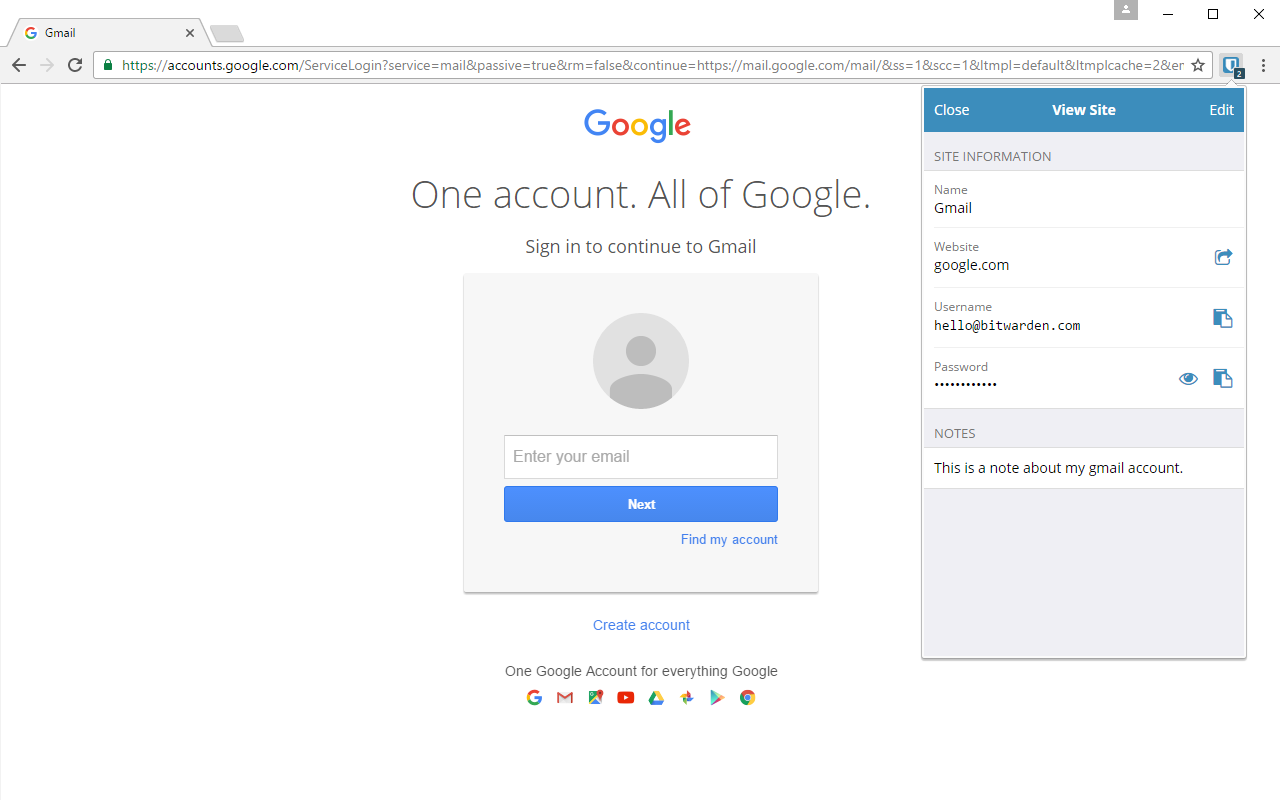 Gmail
https://accounts.google.com/ServiceLogin?service=mail&passive=true&rm=false&continue=https://mail.google.com/mail/&ss=1&scc=1&ltmpl=default&ltmplcache=2&er
2
Google
One account. All of Google.
Sign in to continue to Gmail
Enter your email
Next
Find my account
Create account
One Google Account for everything Google
Close View Site Edit
SITE INFORMATION
Name
Gmail
Website
google.com
Username
hello@bitwarden.com
Password
••••••••••••
NOTES
This is a note about my gmail account.